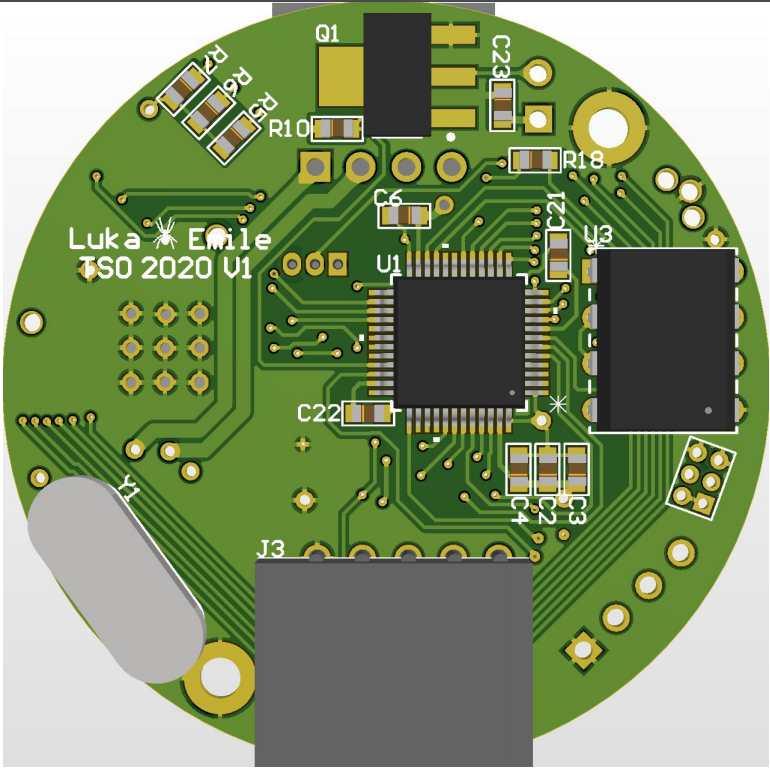 Q1
C23
R7
R6
R5
R10
R18
C6
C21
U3
Luka Emile
TSO 2020 V1
U1
C22
C4
C2
C3
Y1
J3